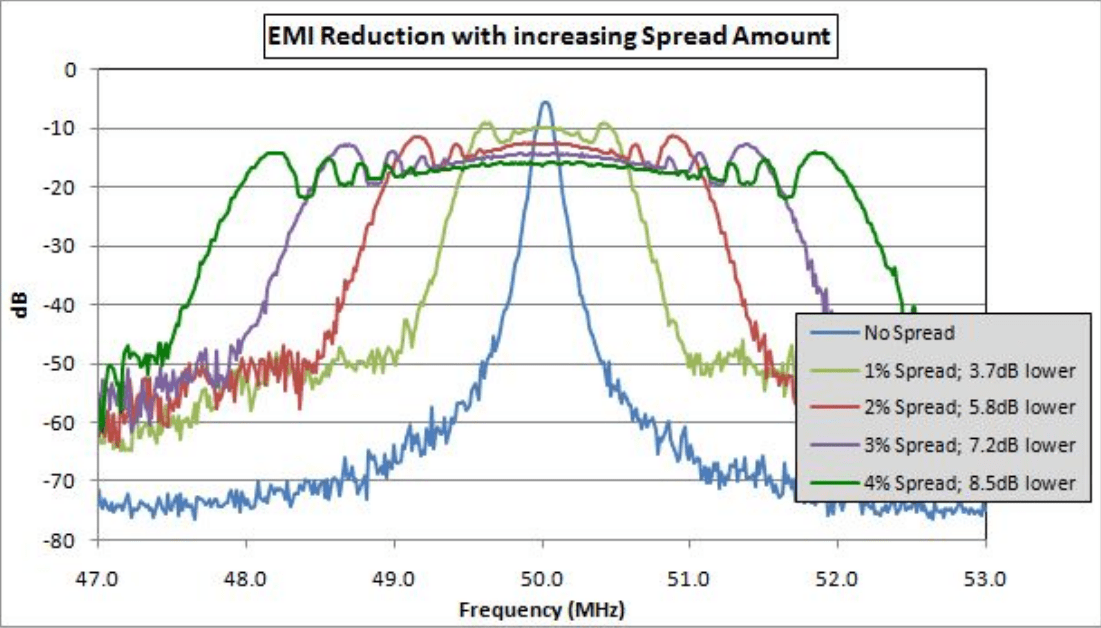 EMI Reduction with increasing Spread Amount
0
-10
-20
-30
-40
-50
-60
-70
-80
dB
No Spread
1% Spread; 3.7dB lower
2% Spread; 5.8dB lower
3% Spread; 7.2dB lower
4% Spread; 8.5dB lower
47.0 48.0 49.0 50.0 51.0 52.0 53.0
Frequency (MHz)